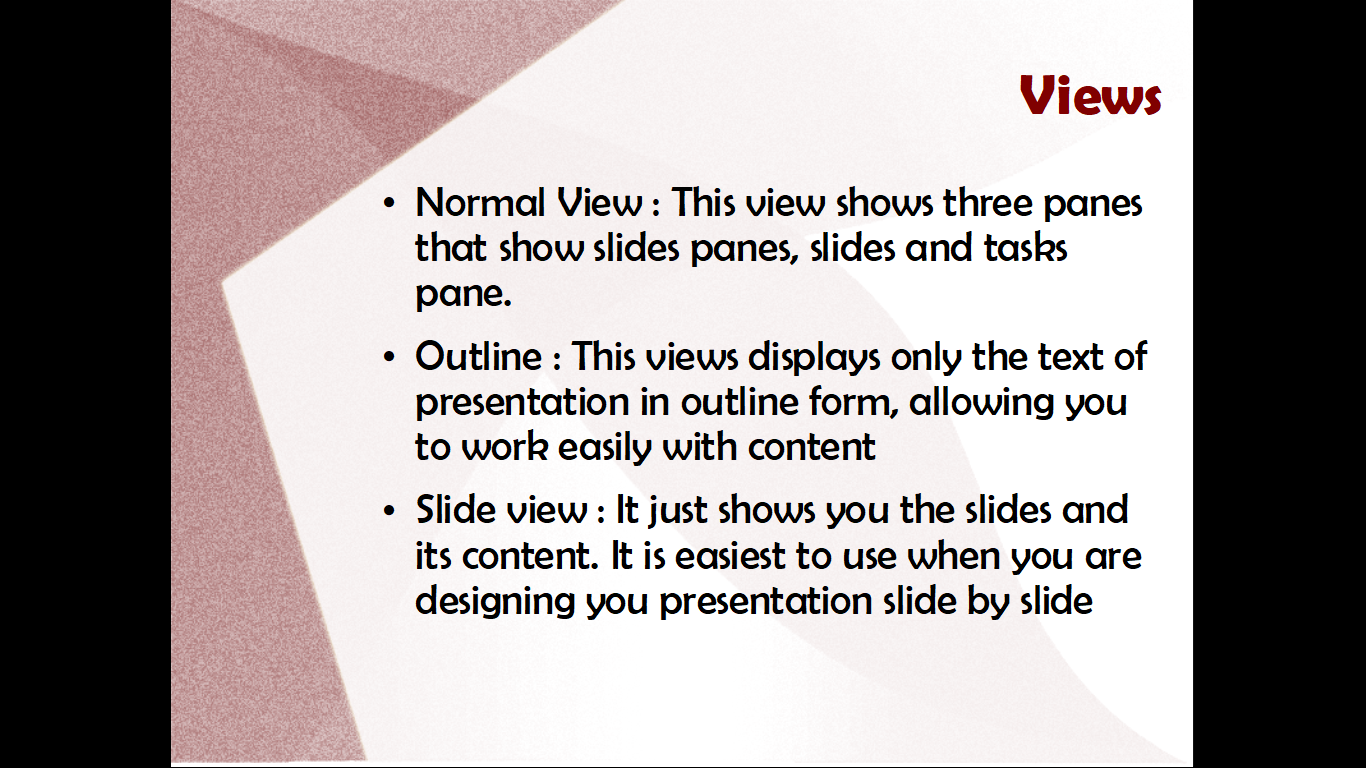 Views
• Normal View : This view shows three panes
that show slides panes, slides and tasks
pane.
• Outline : This views displays only the text of
presentation in outline form, allowing you
to work easily with content
• Slide view : It just shows you the slides and
its content. It is easiest to use when you are
designing you presentation slide by slide